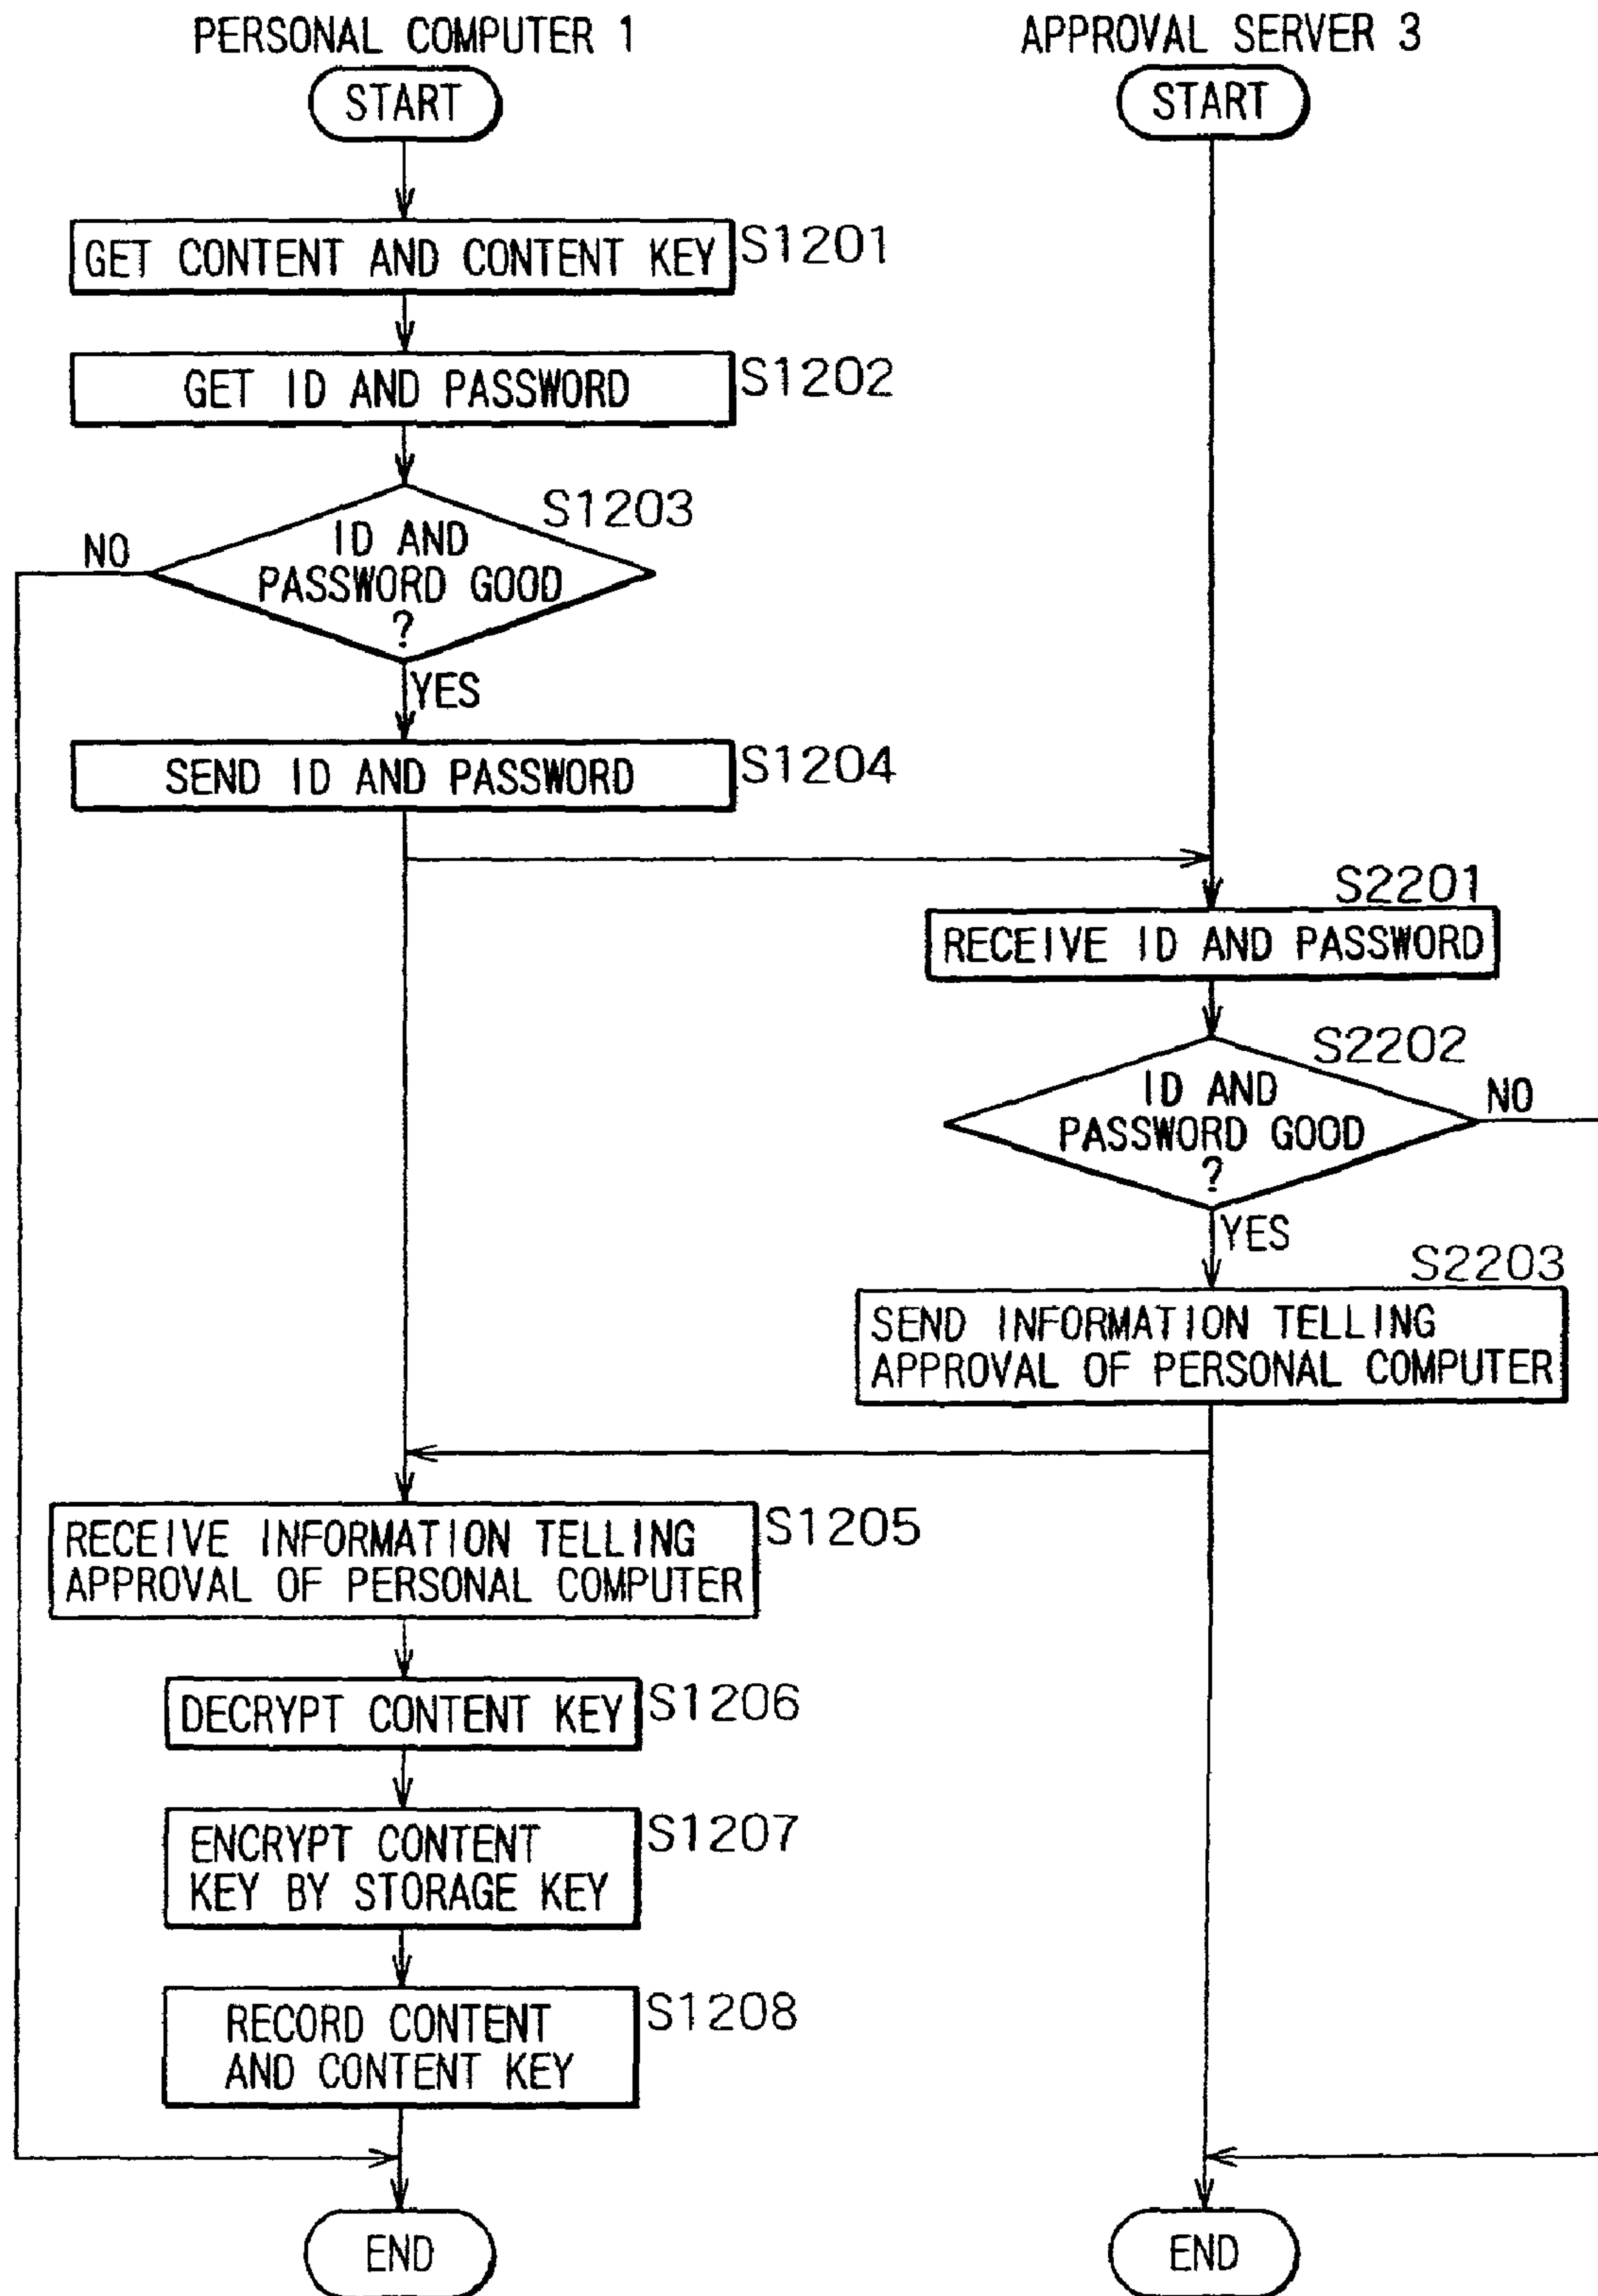 PERSONAL COMPUTER 1
START
GET CONTENT AND CONTENT KEY
S1201
GET ID AND PASSWORD
S1202
S1203
ID AND
PASSWORD GOOD
?
NO
YES
SEND ID AND PASSWORD
S1204
APPROVAL SERVER 3
START
S2201
RECEIVE ID AND PASSWORD
S2202
ID AND
PASSWORD GOOD
?
NO
YES
S2203
SEND INFORMATION TELLING
APPROVAL OF PERSONAL COMPUTER
RECEIVE INFORMATION TELLING
APPROVAL OF PERSONAL COMPUTER
S1205
DECRYPT CONTENT KEY
S1206
ENCRYPT CONTENT
KEY BY STORAGE KEY
S1207
RECORD CONTENT
AND CONTENT KEY
S1208
END
END